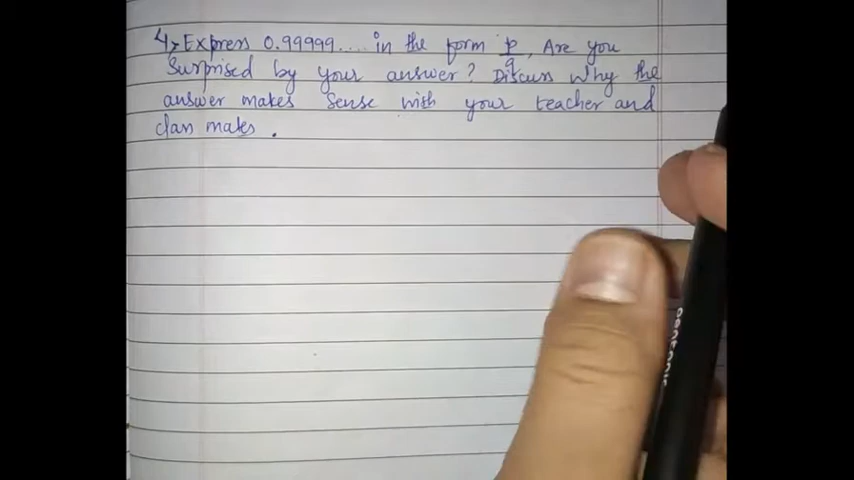 4> Express 0.99999.... in the form p/q, Are you
Surprised by your answer? Discuss Why the
answer makes Sense with your teacher and
class mates.
pentonic